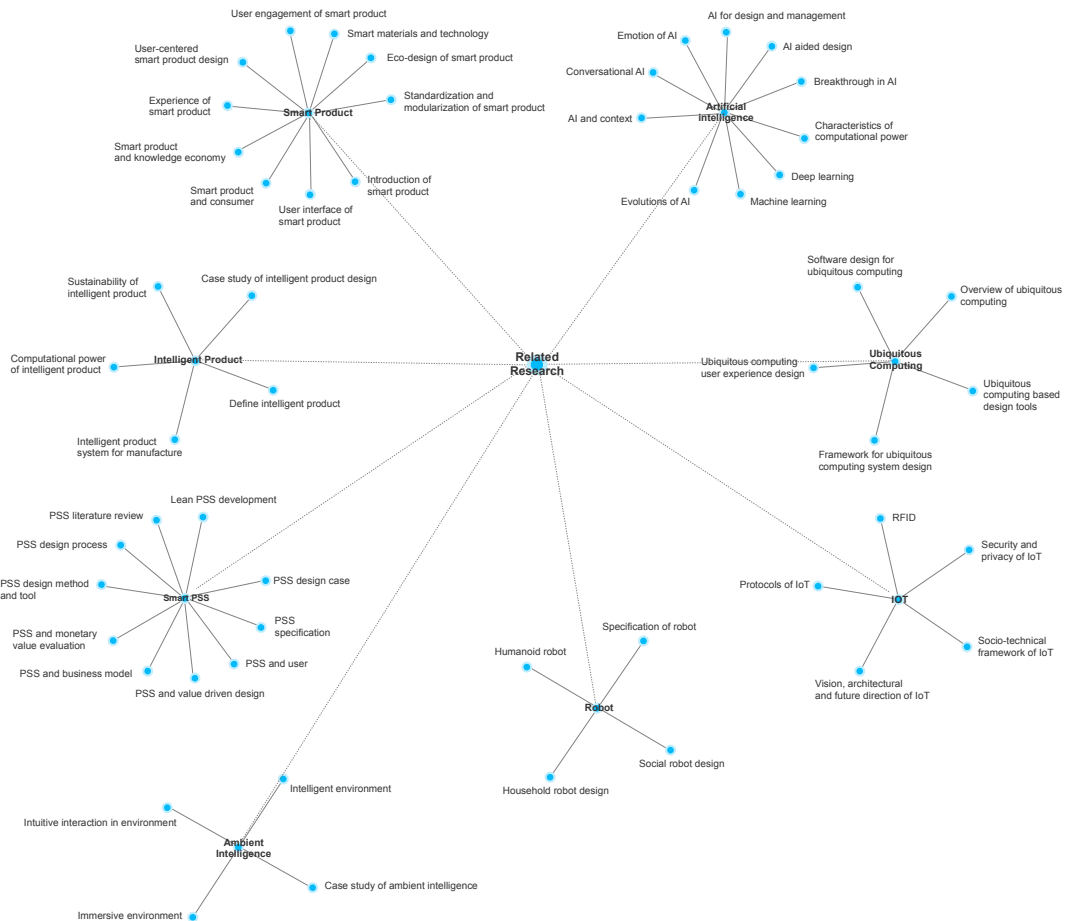 User engagement of smart product
Smart materials and technology
User-centered
smart product design
Eco-design of smart product
Experience of
smart product
Standardization and
modularization of smart product
Smart Product
Smart product
and knowledge economy
Smart product
and consumer
User interface of
smart product
Introduction of
smart product
AI for design and management
Emotion of AI
AI aided design
Conversational AI
Breakthrough in AI
Artificial
Intelligence
AI and context
Characteristics of
computational power
Deep learning
Evolutions of AI
Machine learning
Sustainability of
intelligent product
Case study of intelligent product design
Intelligent Product
Computational power
of intelligent product
Define intelligent product
Intelligent product
system for manufacture
Related
Research
Software design for
ubiquitous computing
Overview of ubiquitous
computing
Ubiquitous computing
user experience design
Ubiquitous
Computing
Ubiquitous
computing based
design tools
Framework for ubiquitous
computing system design
Lean PSS development
PSS literature review
PSS design process
PSS design method
and tool
PSS design case
Smart PSS
PSS
specification
PSS and monetary
value evaluation
PSS and user
PSS and business model
PSS and value driven design
RFID
Security and
privacy of IoT
Protocols of IoT
IOT
Socio-technical
framework of IoT
Vision, architectural
and future direction of IoT
Specification of robot
Humanoid robot
Robot
Social robot design
Household robot design
Intelligent environment
Intuitive interaction in environment
Ambient
Intelligence
Case study of ambient intelligence
Immersive environment